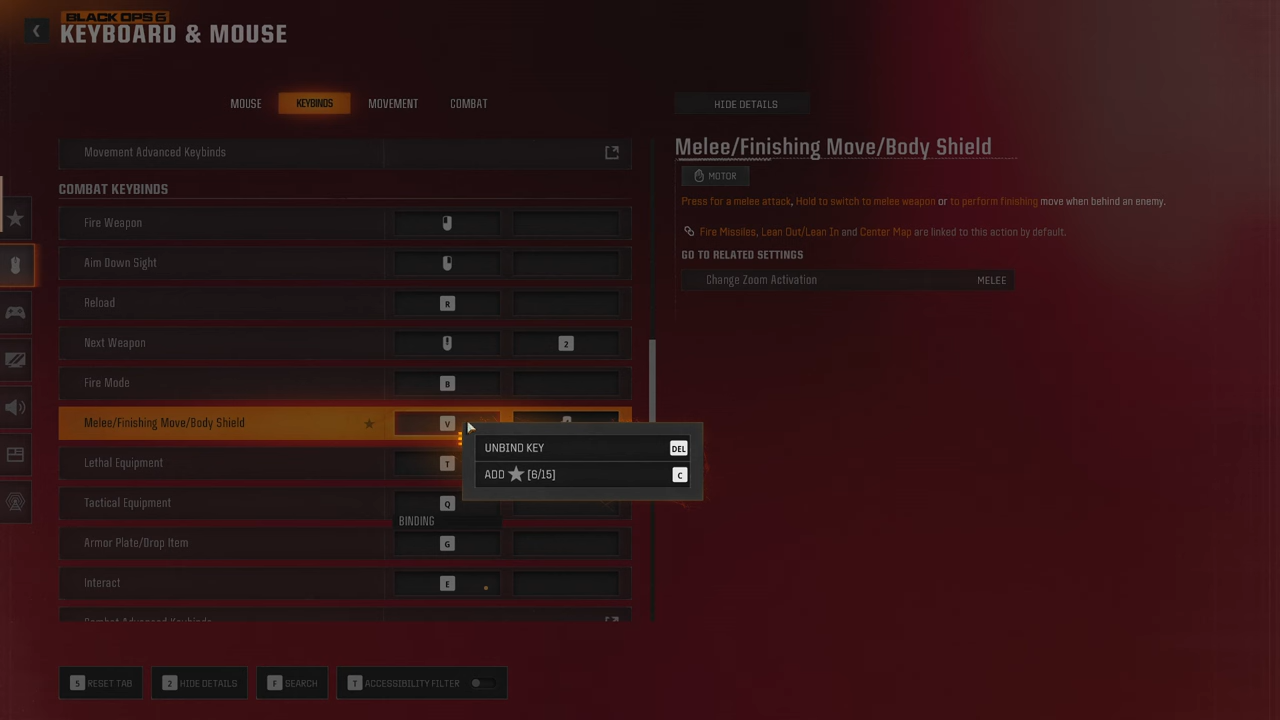 BLACK OPS 6
KEYBOARD & MOUSE
MOUSE
KEYBINDS
MOVEMENT
COMBAT
HIDE DETAILS
Movement Advanced Keybinds
COMBAT KEYBINDS
Fire Weapon
Aim Down Sight
Reload R
Next Weapon 2
Fire Mode B
Melee/Finishing Move/Body Shield V
UNBIND KEY DEL
ADD [6/15] C
Lethal Equipment T
Tactical Equipment Q
BINDING
Armor Plate/Drop Item G
Interact E
Combat Advanced Keybinds
Melee/Finishing Move/Body Shield
MOTOR
Press for a melee attack, Hold to switch to melee weapon or to perform finishing move when behind an enemy.
Fire Missiles, Lean Out/Lean In and Center Map are linked to this action by default.
GO TO RELATED SETTINGS
Change Zoom Activation MELEE
5 RESET TAB
2 HIDE DETAILS
F SEARCH
T ACCESSIBILITY FILTER